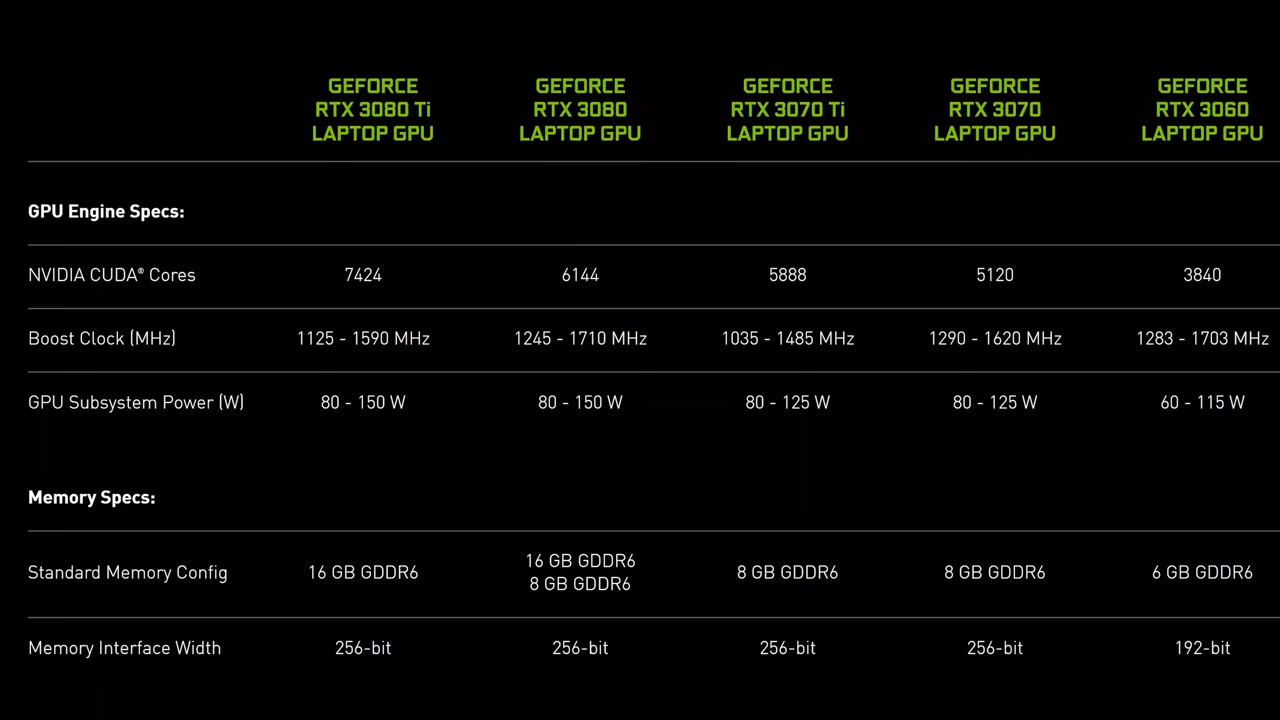 GEFORCE RTX 3080 Ti LAPTOP GPU
GEFORCE RTX 3080 LAPTOP GPU
GEFORCE RTX 3070 Ti LAPTOP GPU
GEFORCE RTX 3070 LAPTOP GPU
GEFORCE RTX 3060 LAPTOP GPU
GPU Engine Specs:
NVIDIA CUDA® Cores 7424 6144 5888 5120 3840
Boost Clock (MHz) 1125 - 1590 MHz 1245 - 1710 MHz 1035 - 1485 MHz 1290 - 1620 MHz 1283 - 1703 MHz
GPU Subsystem Power (W) 80 - 150 W 80 - 150 W 80 - 125 W 80 - 125 W 60 - 115 W
Memory Specs:
Standard Memory Config 16 GB GDDR6 16 GB GDDR6 8 GB GDDR6 8 GB GDDR6 8 GB GDDR6 6 GB GDDR6
Memory Interface Width 256-bit 256-bit 256-bit 256-bit 192-bit